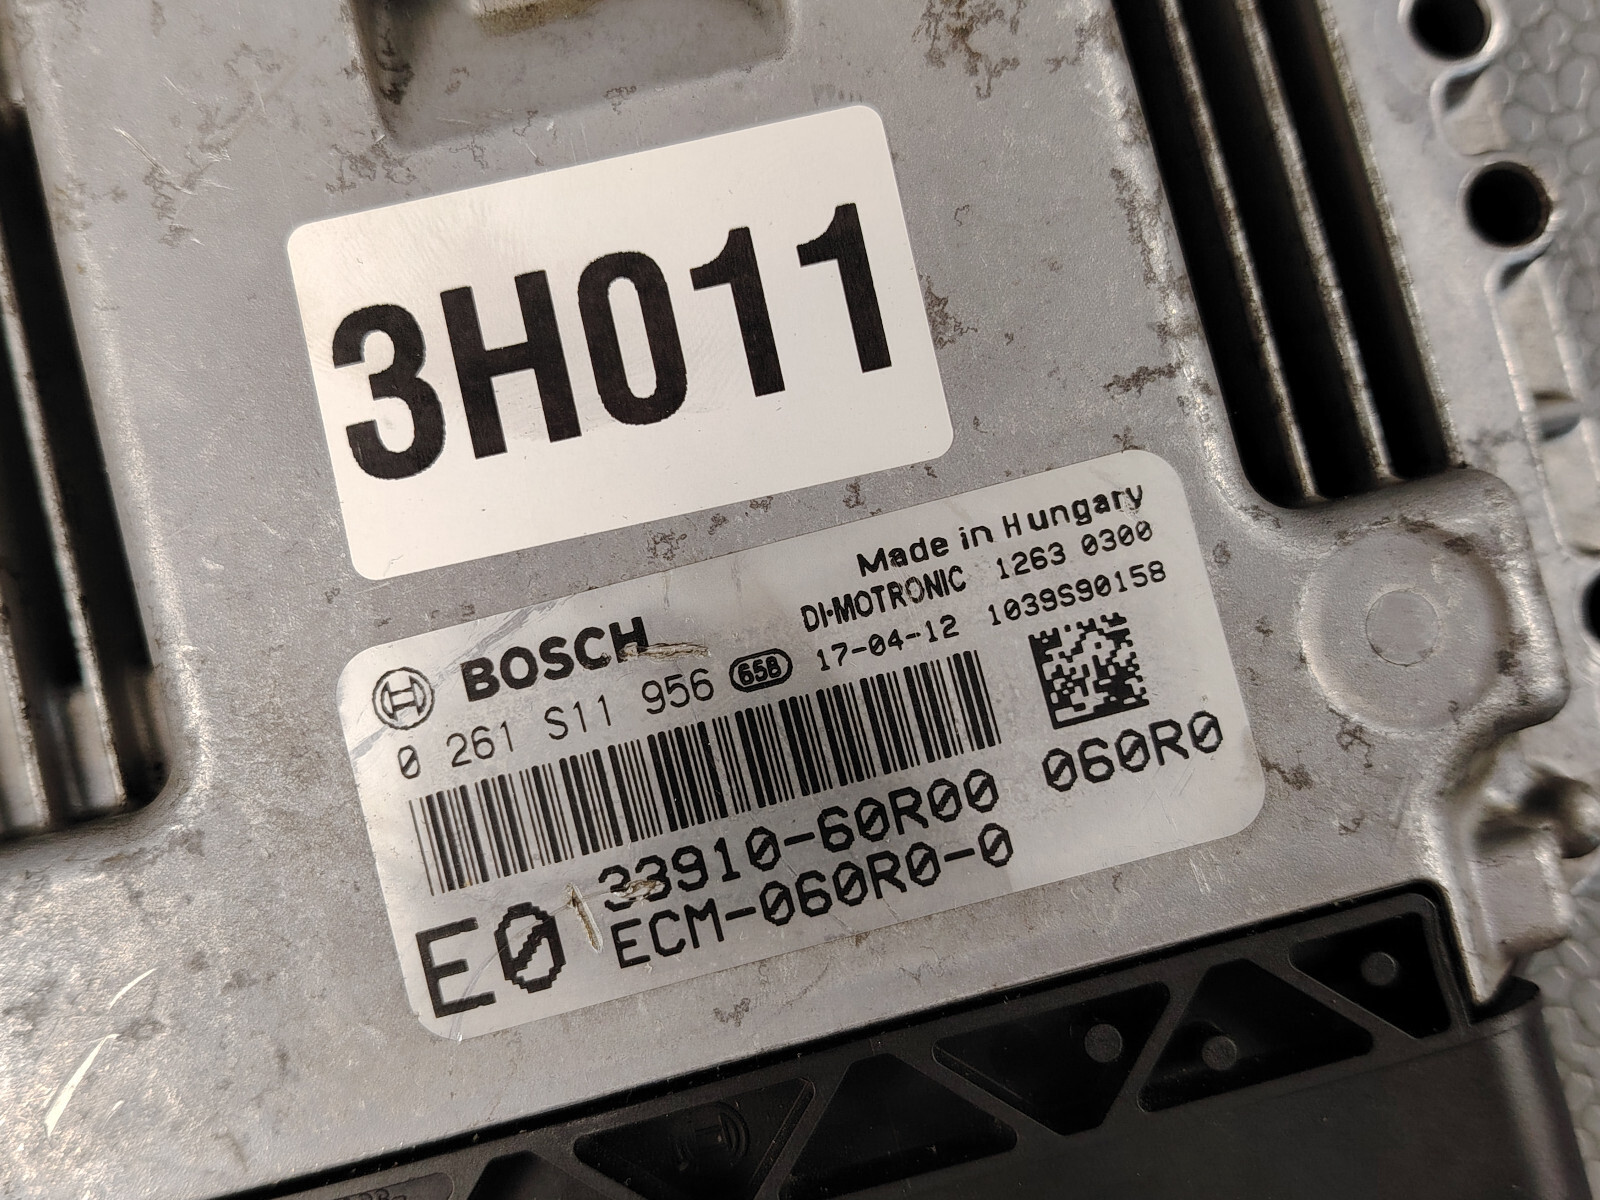 3H011
Made in Hungary
BOSCH DI-MOTRONIC 1263 0300
0 261 S11 956 658 17-04-12 1039S90158
33910-60R00 060R0
E0 ECM-060R0-0